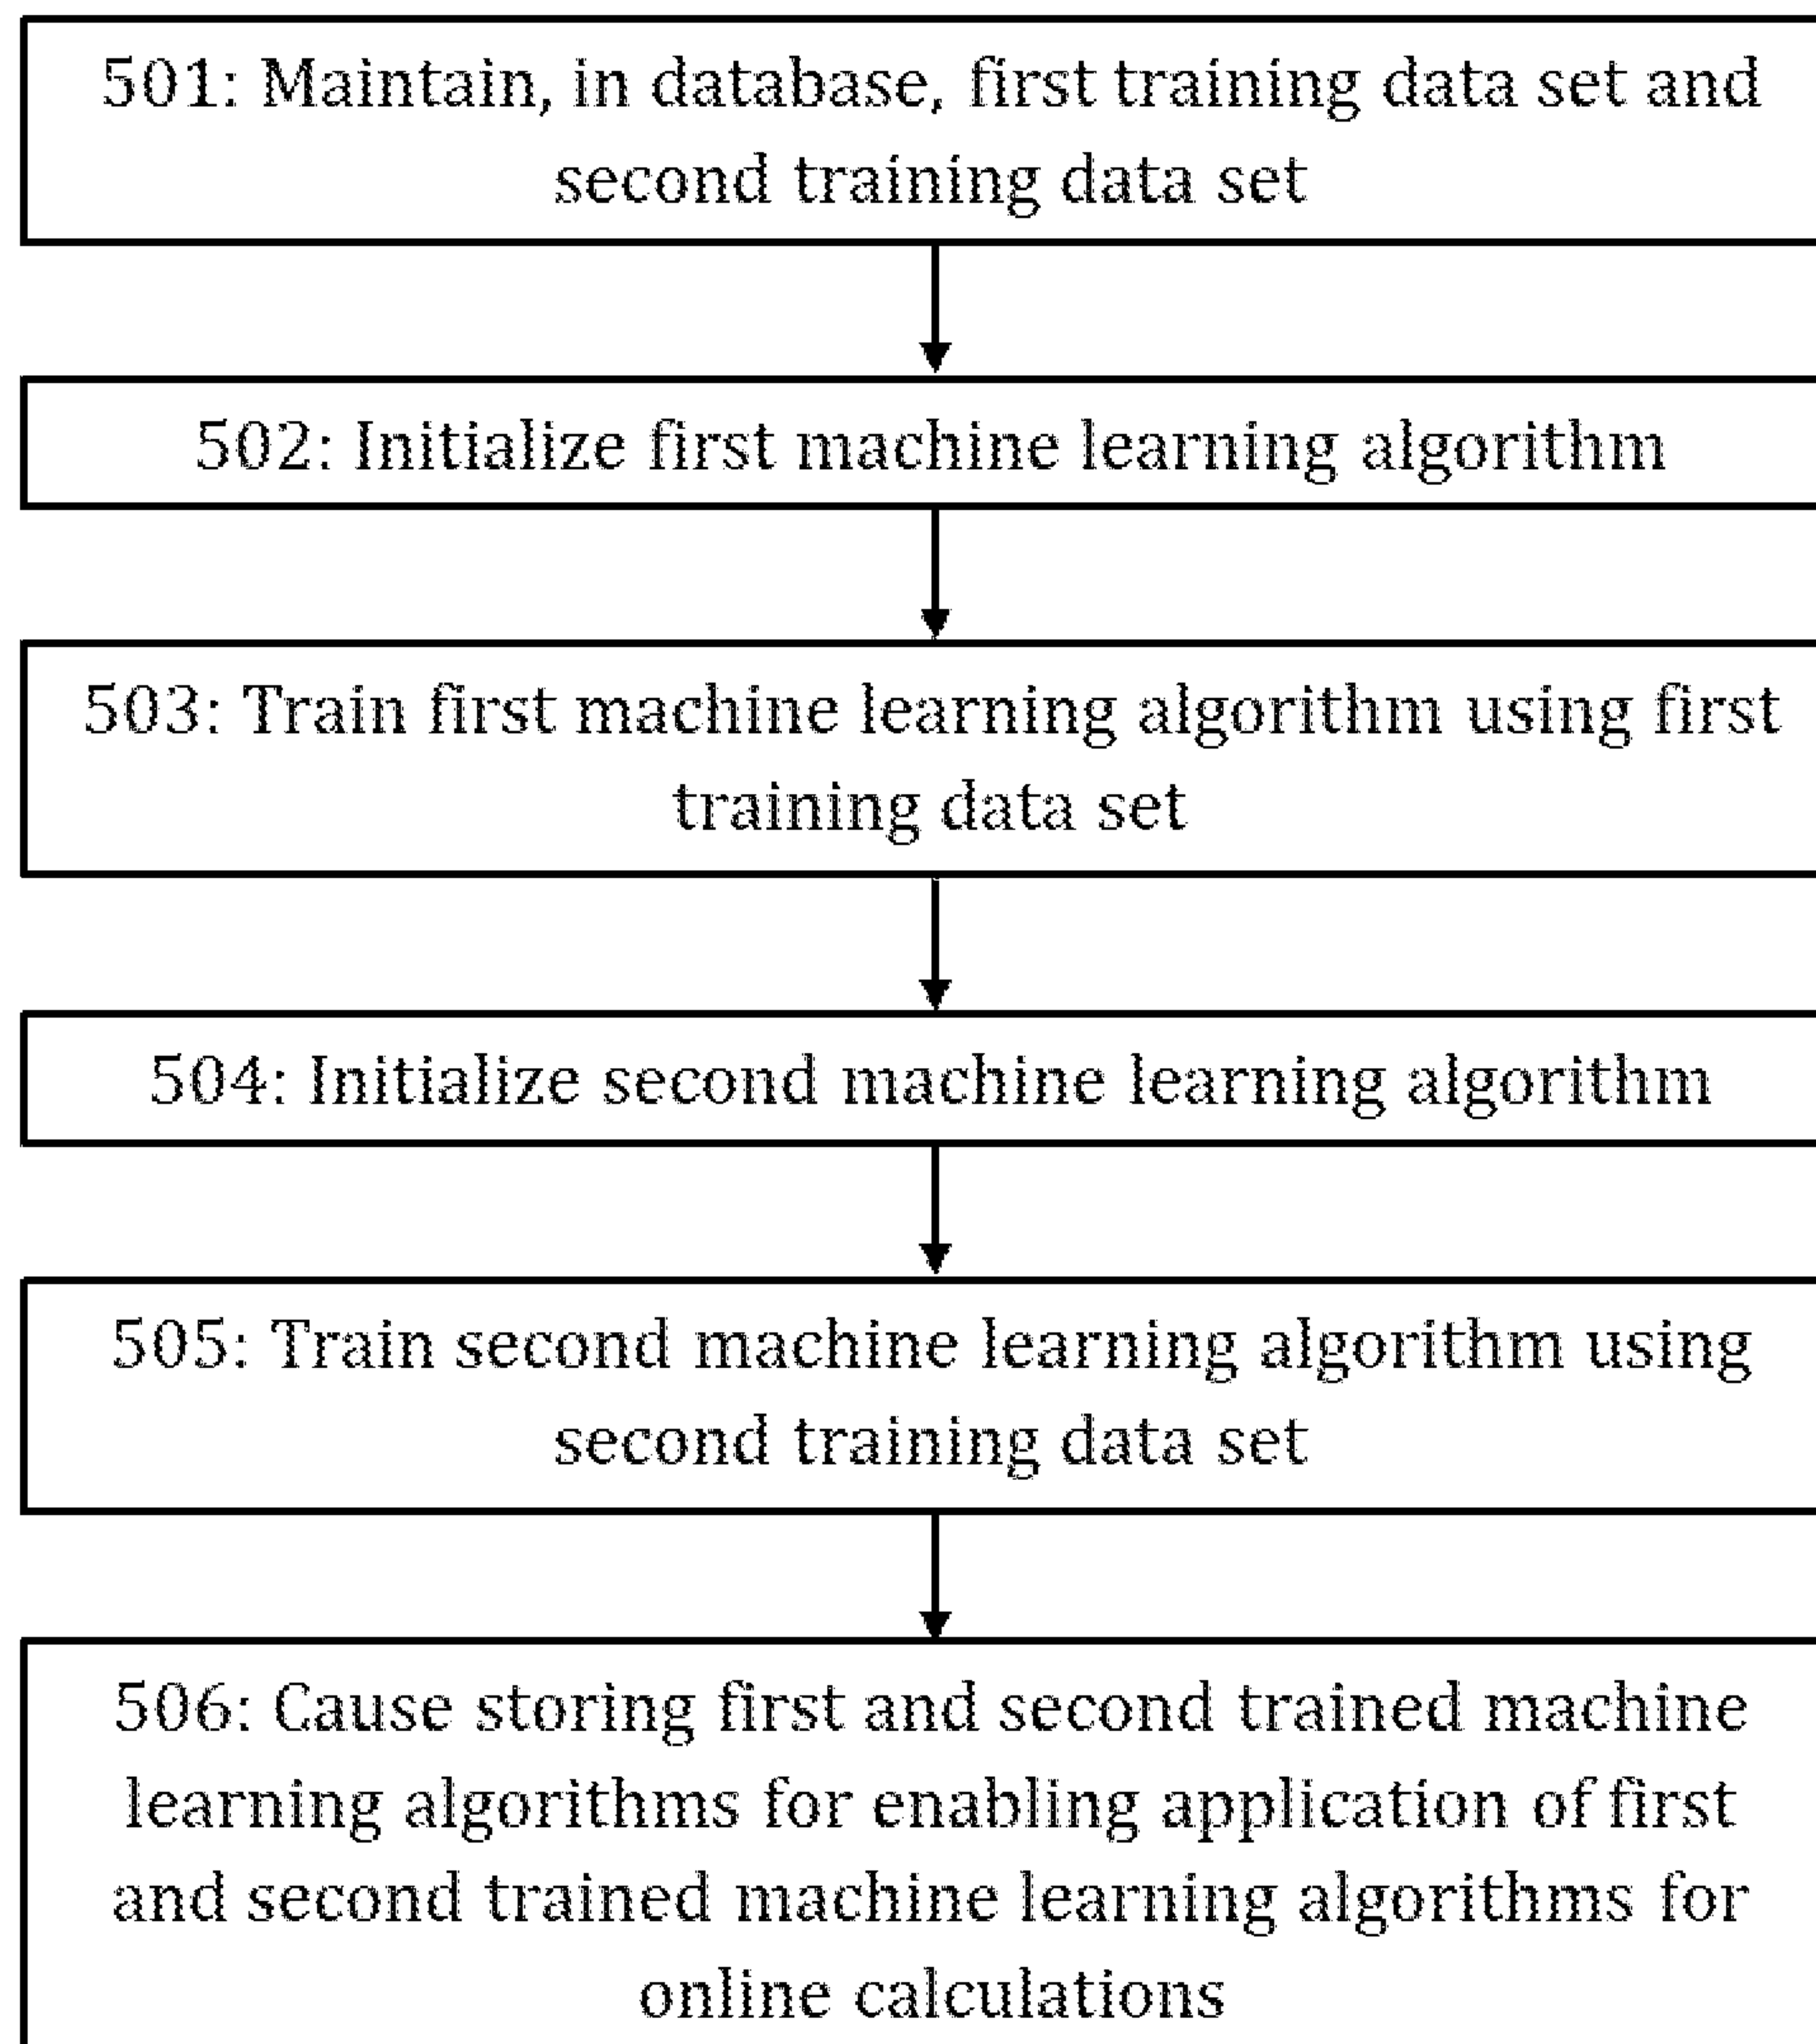 501: Maintain, in database, first training data set and
second training data set
502: Initialize first machine learning algorithm
503: Train first machine learning algorithm using first
training data set
504: Initialize second machine learning algorithm
505: Train second machine learning algorithm using
second training data set
506: Cause storing first and second trained machine
learning algorithms for enabling application of first
and second trained machine learning algorithms for
online calculations